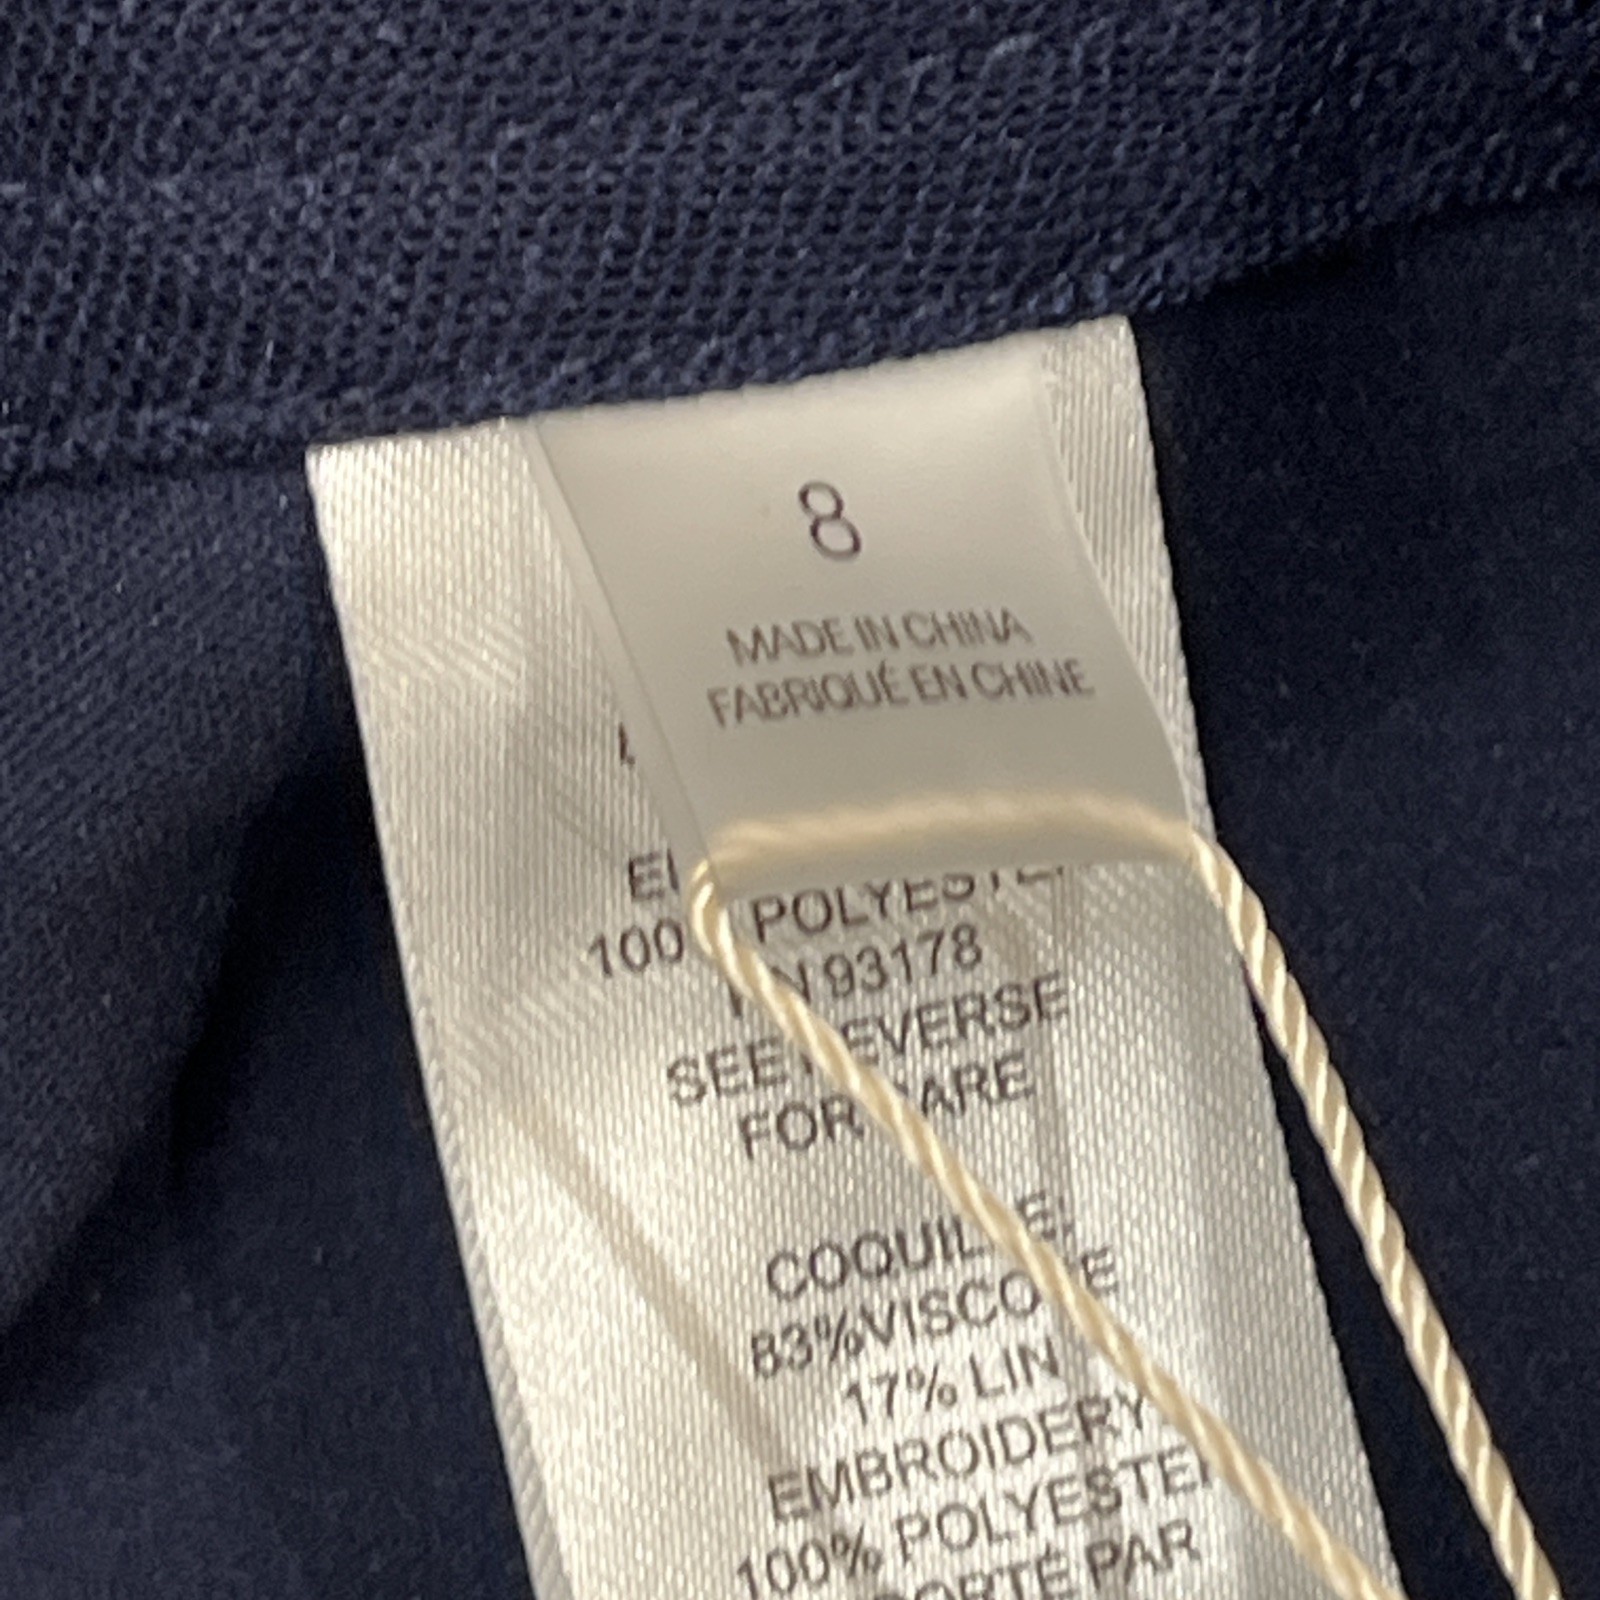 8
MADE IN CHINA
FABRIQUÉ EN CHINE
100 POLYESTER
93178
SEE REVERSE
FOR CARE
COQUILLE:
83%VISCOSE
17% LIN
EMBROIDERY
100% POLYESTER
PAR